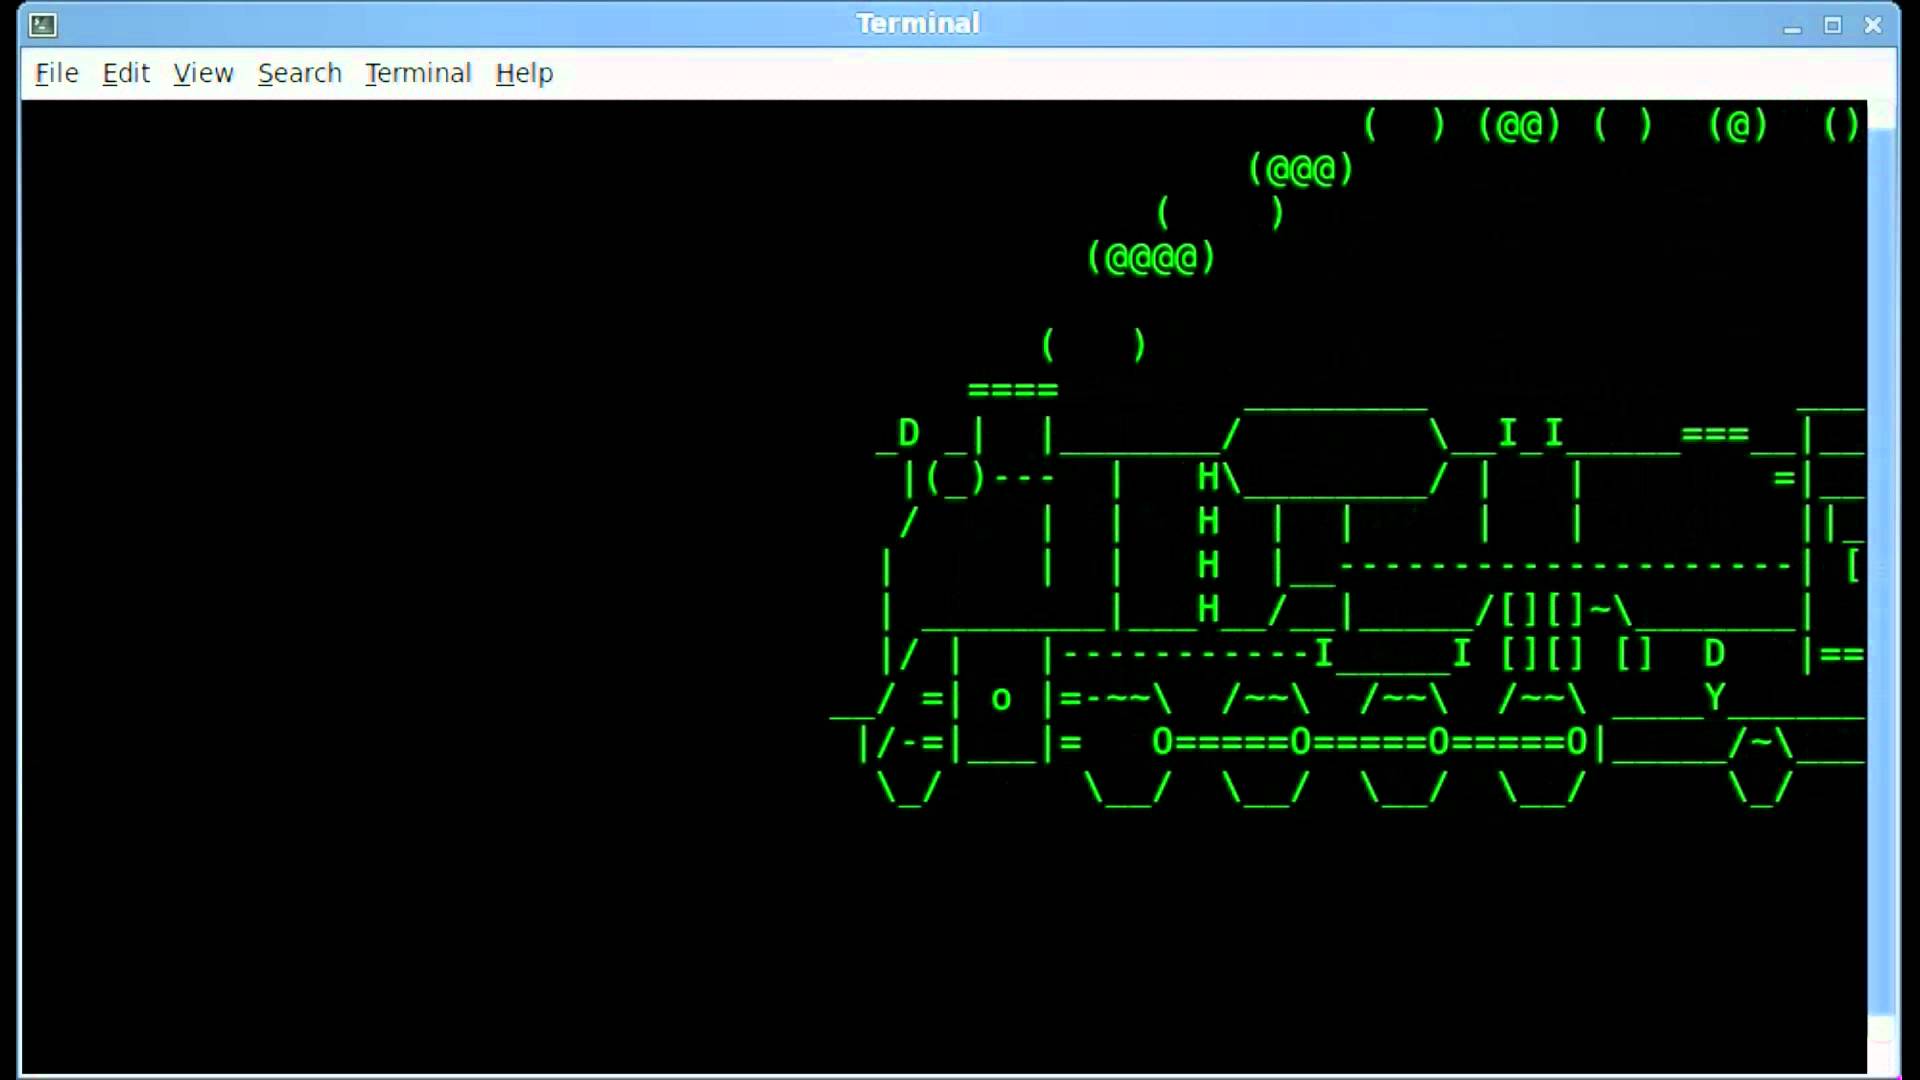 Terminal
File Edit View Search Terminal Help
                                                          (  ) (@@) ( )  (@)  ()
                                                     (@@@)
                                                 (    )
                                              (@@@@)

                                            (   )
                                         ====                                
                                     _D _|  |_______/        \__I_I_____===__|__
                                      |(_)---  |   H\________/ |   |        =|__
                                      /     |  |   H  |  |     |   |         ||_
                                     |      |  |   H  |__--------------------| [
                                     | ________|___H__/__|_____/[][]~\_______|
                                     |/ |   |-----------I_____I [][] []  D   |==
                                   __/ =| o |=-~~\  /~~\  /~~\  /~~\ ____Y______
                                    |/-=|___|=   O=====O=====O=====O|_____/~\___
                                     \_/      \__/  \__/  \__/  \__/      \_/